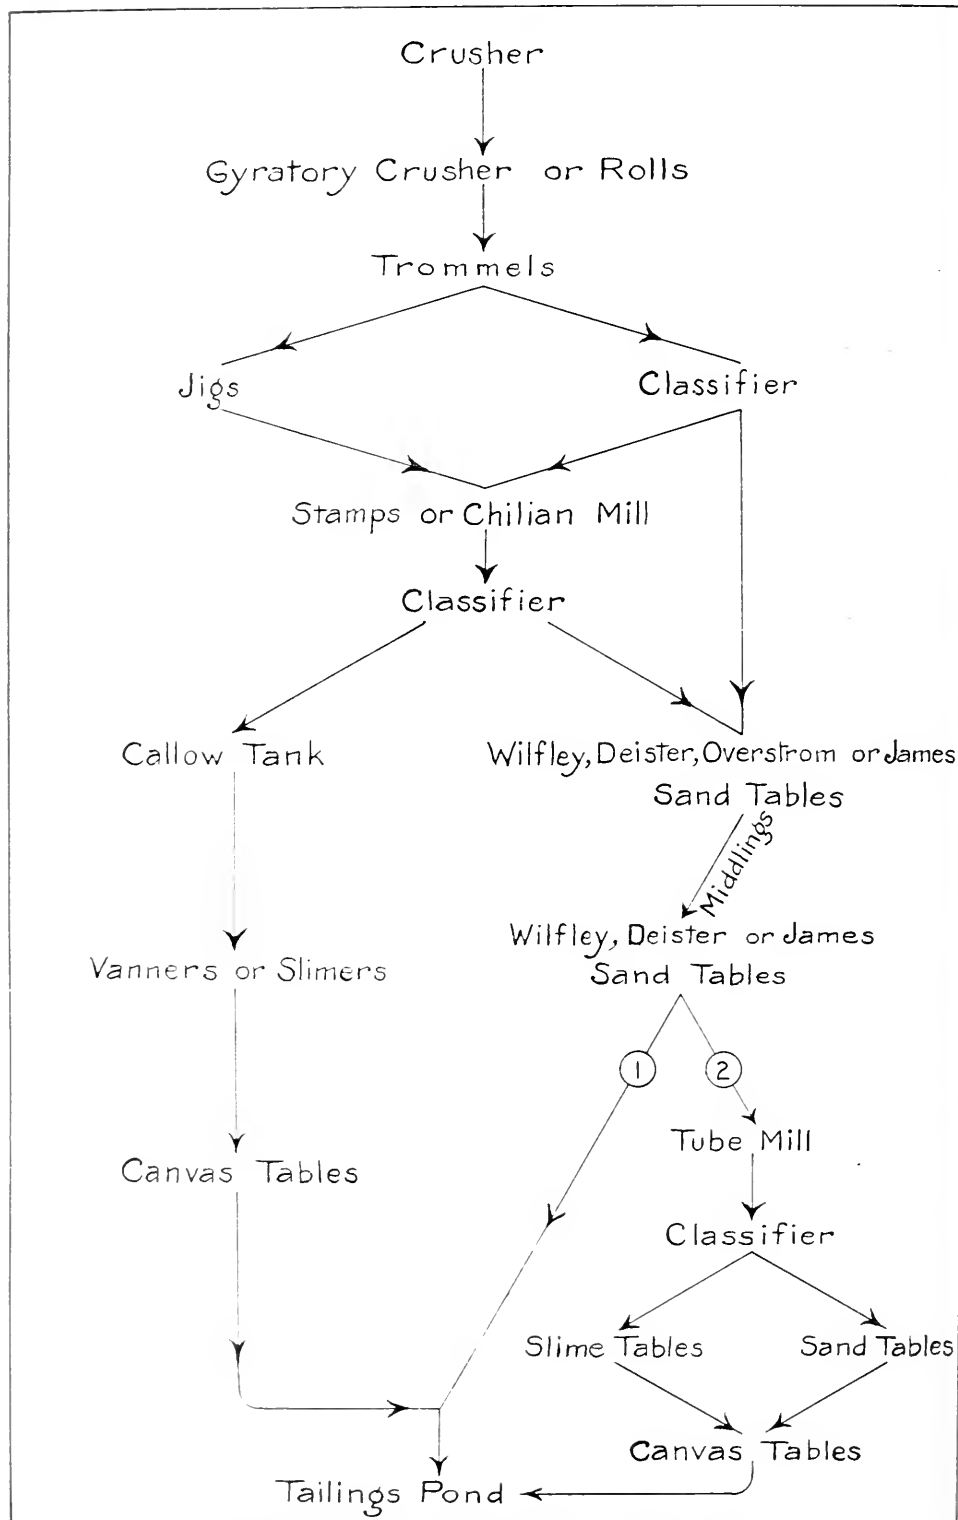 Crusher
Gyratory Crusher or Rolls
Trommels
Jigs
Classifier
Stamps or Chilian Mill
Classifier
Callow Tank
Wilfley, Deister, Overstrom or James
Sand Tables
Middlings
Wilfley, Deister or James
Sand Tables
Vanners or Slimers
1
2
Tube Mill
Canvas Tables
Classifier
Slime Tables
Sand Tables
Canvas Tables
Tailings Pond